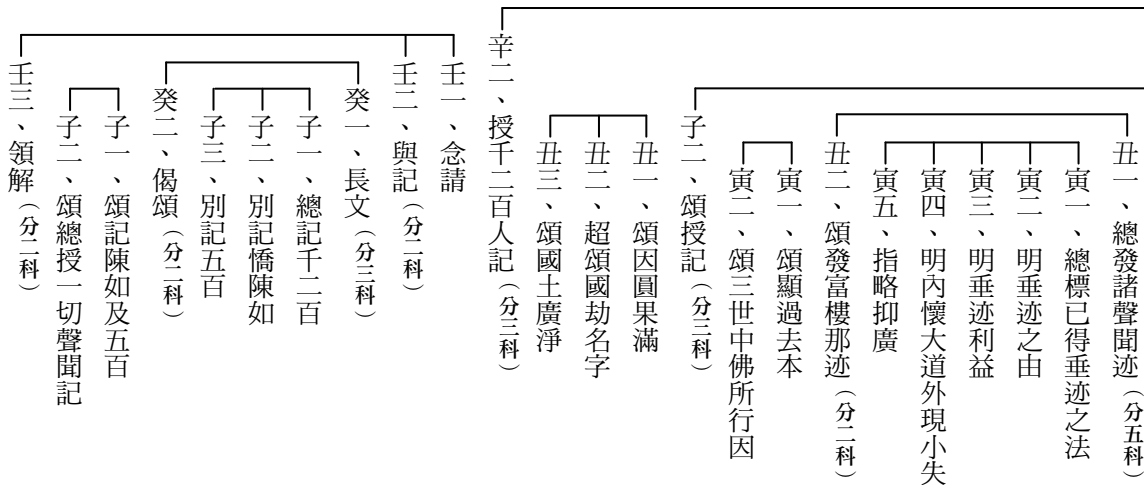 丑一、總發諸聲聞迹（分五科）
寅一、總標已得垂迹之法
寅二、明垂迹之由
寅三、明垂迹利益
寅四、明內懷大道外現小失
寅五、指略抑廣
丑二、頌發富樓那迹（分二科）
寅一、頌顯過去本
寅二、頌三世中佛所行因
子二、頌授記（分三科）
丑一、頌因圓果滿
丑二、超頌國劫名字
丑三、頌國土廣淨
辛二、授千二百人記（分三科）
壬一、念請
壬二、與記（分二科）
癸一、長文（分三科）
子一、總記千二百
子二、別記憍陳如
子三、別記五百
癸二、偈頌（分二科）
子一、頌記陳如及五百
子二、頌總授一切聲聞記
壬三、領解（分二科）